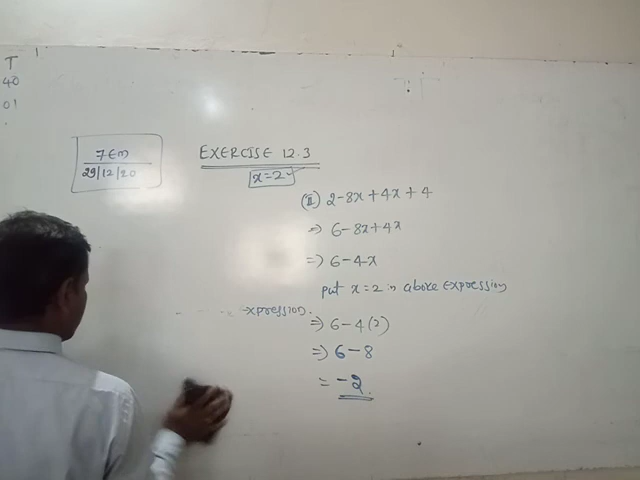 T
40
01
7 Em
29/12/20
EXERCISE 12.3
x=2
(II) 2-8x+4x+4
⇒ 6-8x+4x
⇒ 6-4x
put x=2 in above Expression
xpression.
⇒ 6-4(2)
⇒ 6-8
= -2